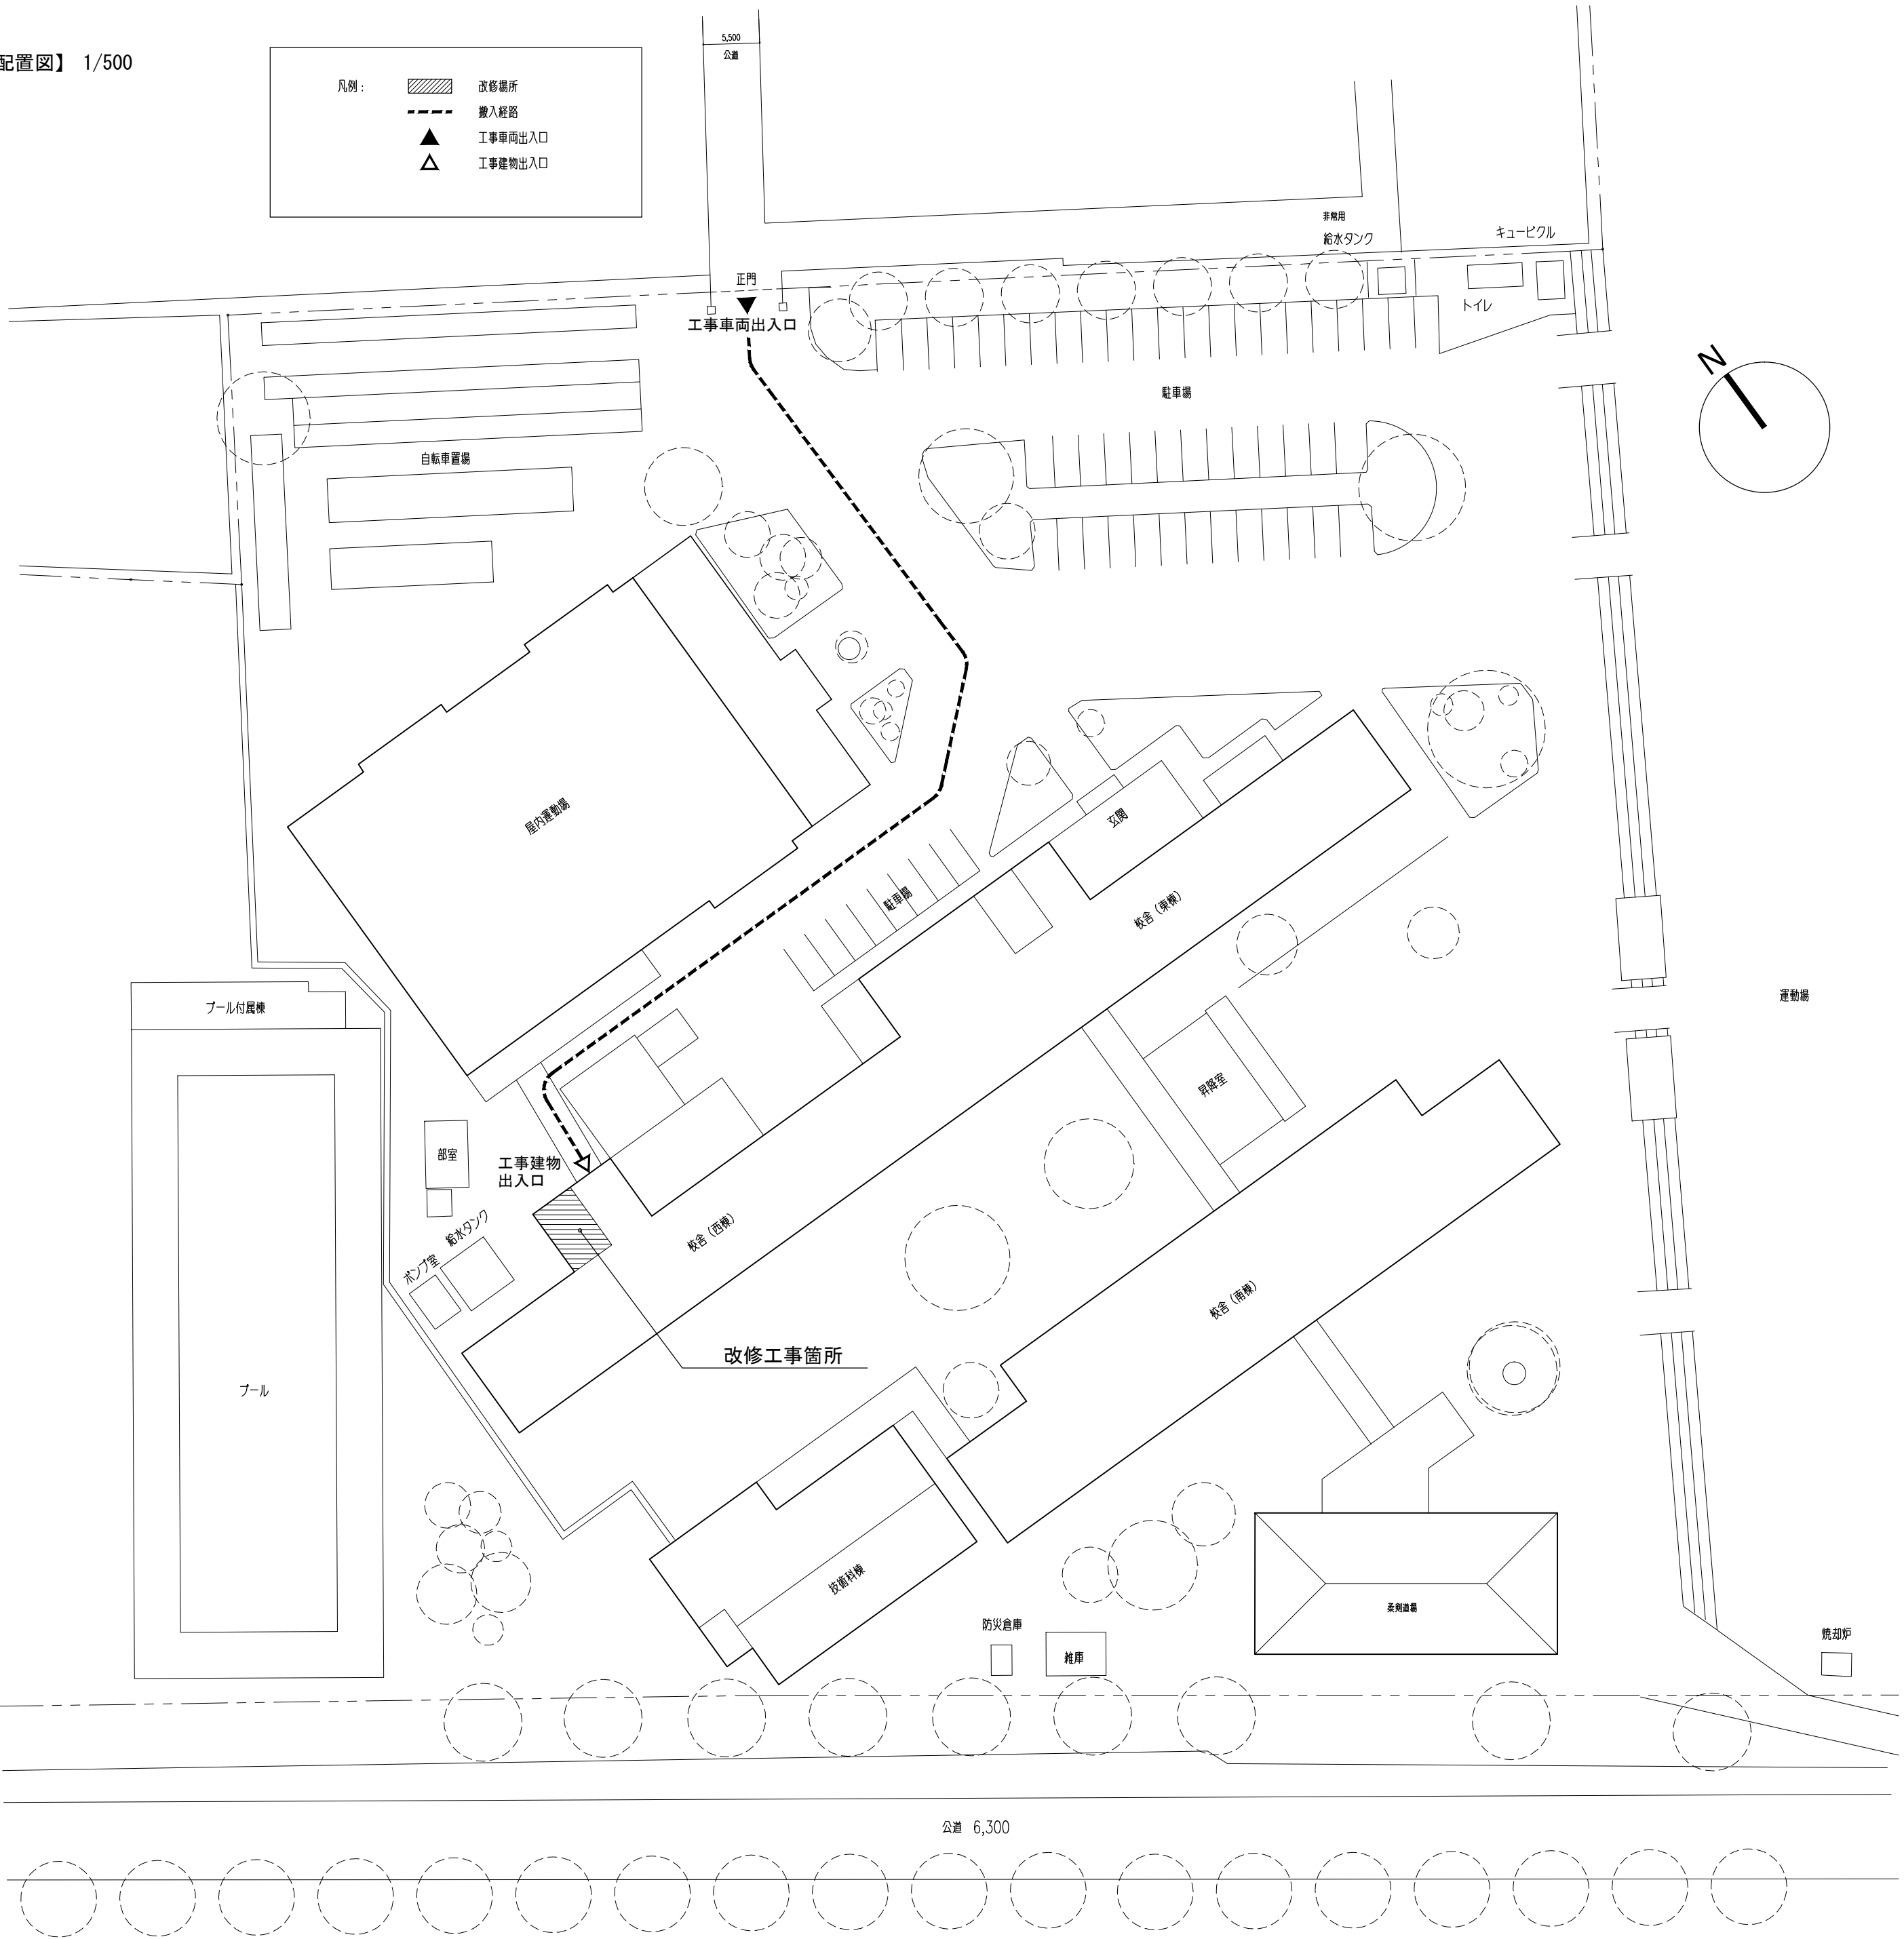 配置図】 1/500
凡例：
改修場所
搬入経路
工事車両出入口
工事建物出入口
5,500
公道
非常用
給水タンク
キュービクル
正門
工事車両出入口
トイレ
N
駐車場
自転車置場
屋内運動場
玄関
駐車場
校舎（東棟）
運動場
プール付属棟
昇降室
部室
工事建物
出入口
給水タンク
ポンプ室
校舎（西棟）
校舎（南棟）
改修工事箇所
プール
技術科棟
柔剣道場
防災倉庫
雑庫
焼却炉
公道 6,300